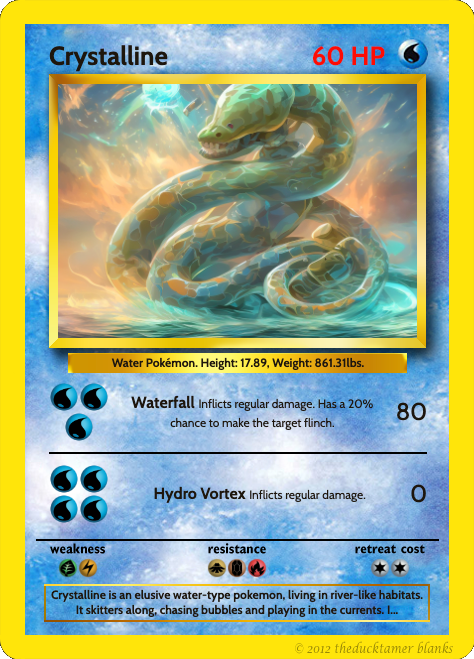 Crystalline 60 HP
Water Pokémon. Height: 17.89, Weight: 861.31lbs.
Waterfall Inflicts regular damage. Has a 20% 80
chance to make the target flinch.
Hydro Vortex Inflicts regular damage. 0
weakness resistance retreat cost
Crystalline is an elusive water-type pokemon, living in river-like habitats.
It skitters along, chasing bubbles and playing in the currents. I...
© 2012 theducktamer blanks